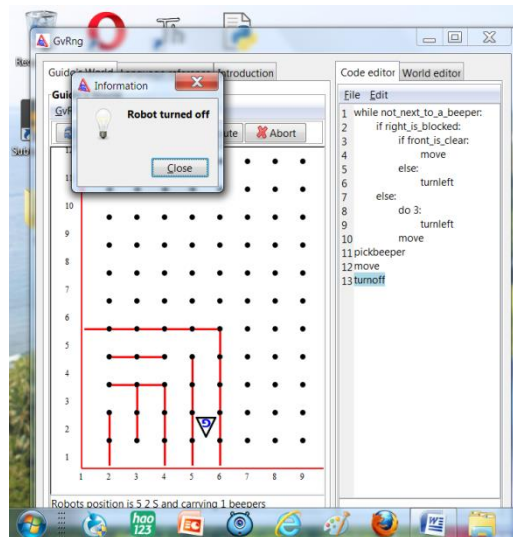 GvRng
Guido's World
Language reference
Introduction
Code editor
World editor
Information
Robot turned off
Close
Abort
File Edit
1 while not_next_to_a_beeper:
2 if right_is_blocked:
3 if front_is_clear:
4 move
5 else:
6 turnleft
7 else:
8 do 3:
9 turnleft
10 move
11 pickbeeper
12 move
13 turnoff
10
9
8
7
6
5
4
3
2
1
1 2 3 4 5 6 7 8 9
Robots position is 5 2 S and carrying 1 beepers
hao
123